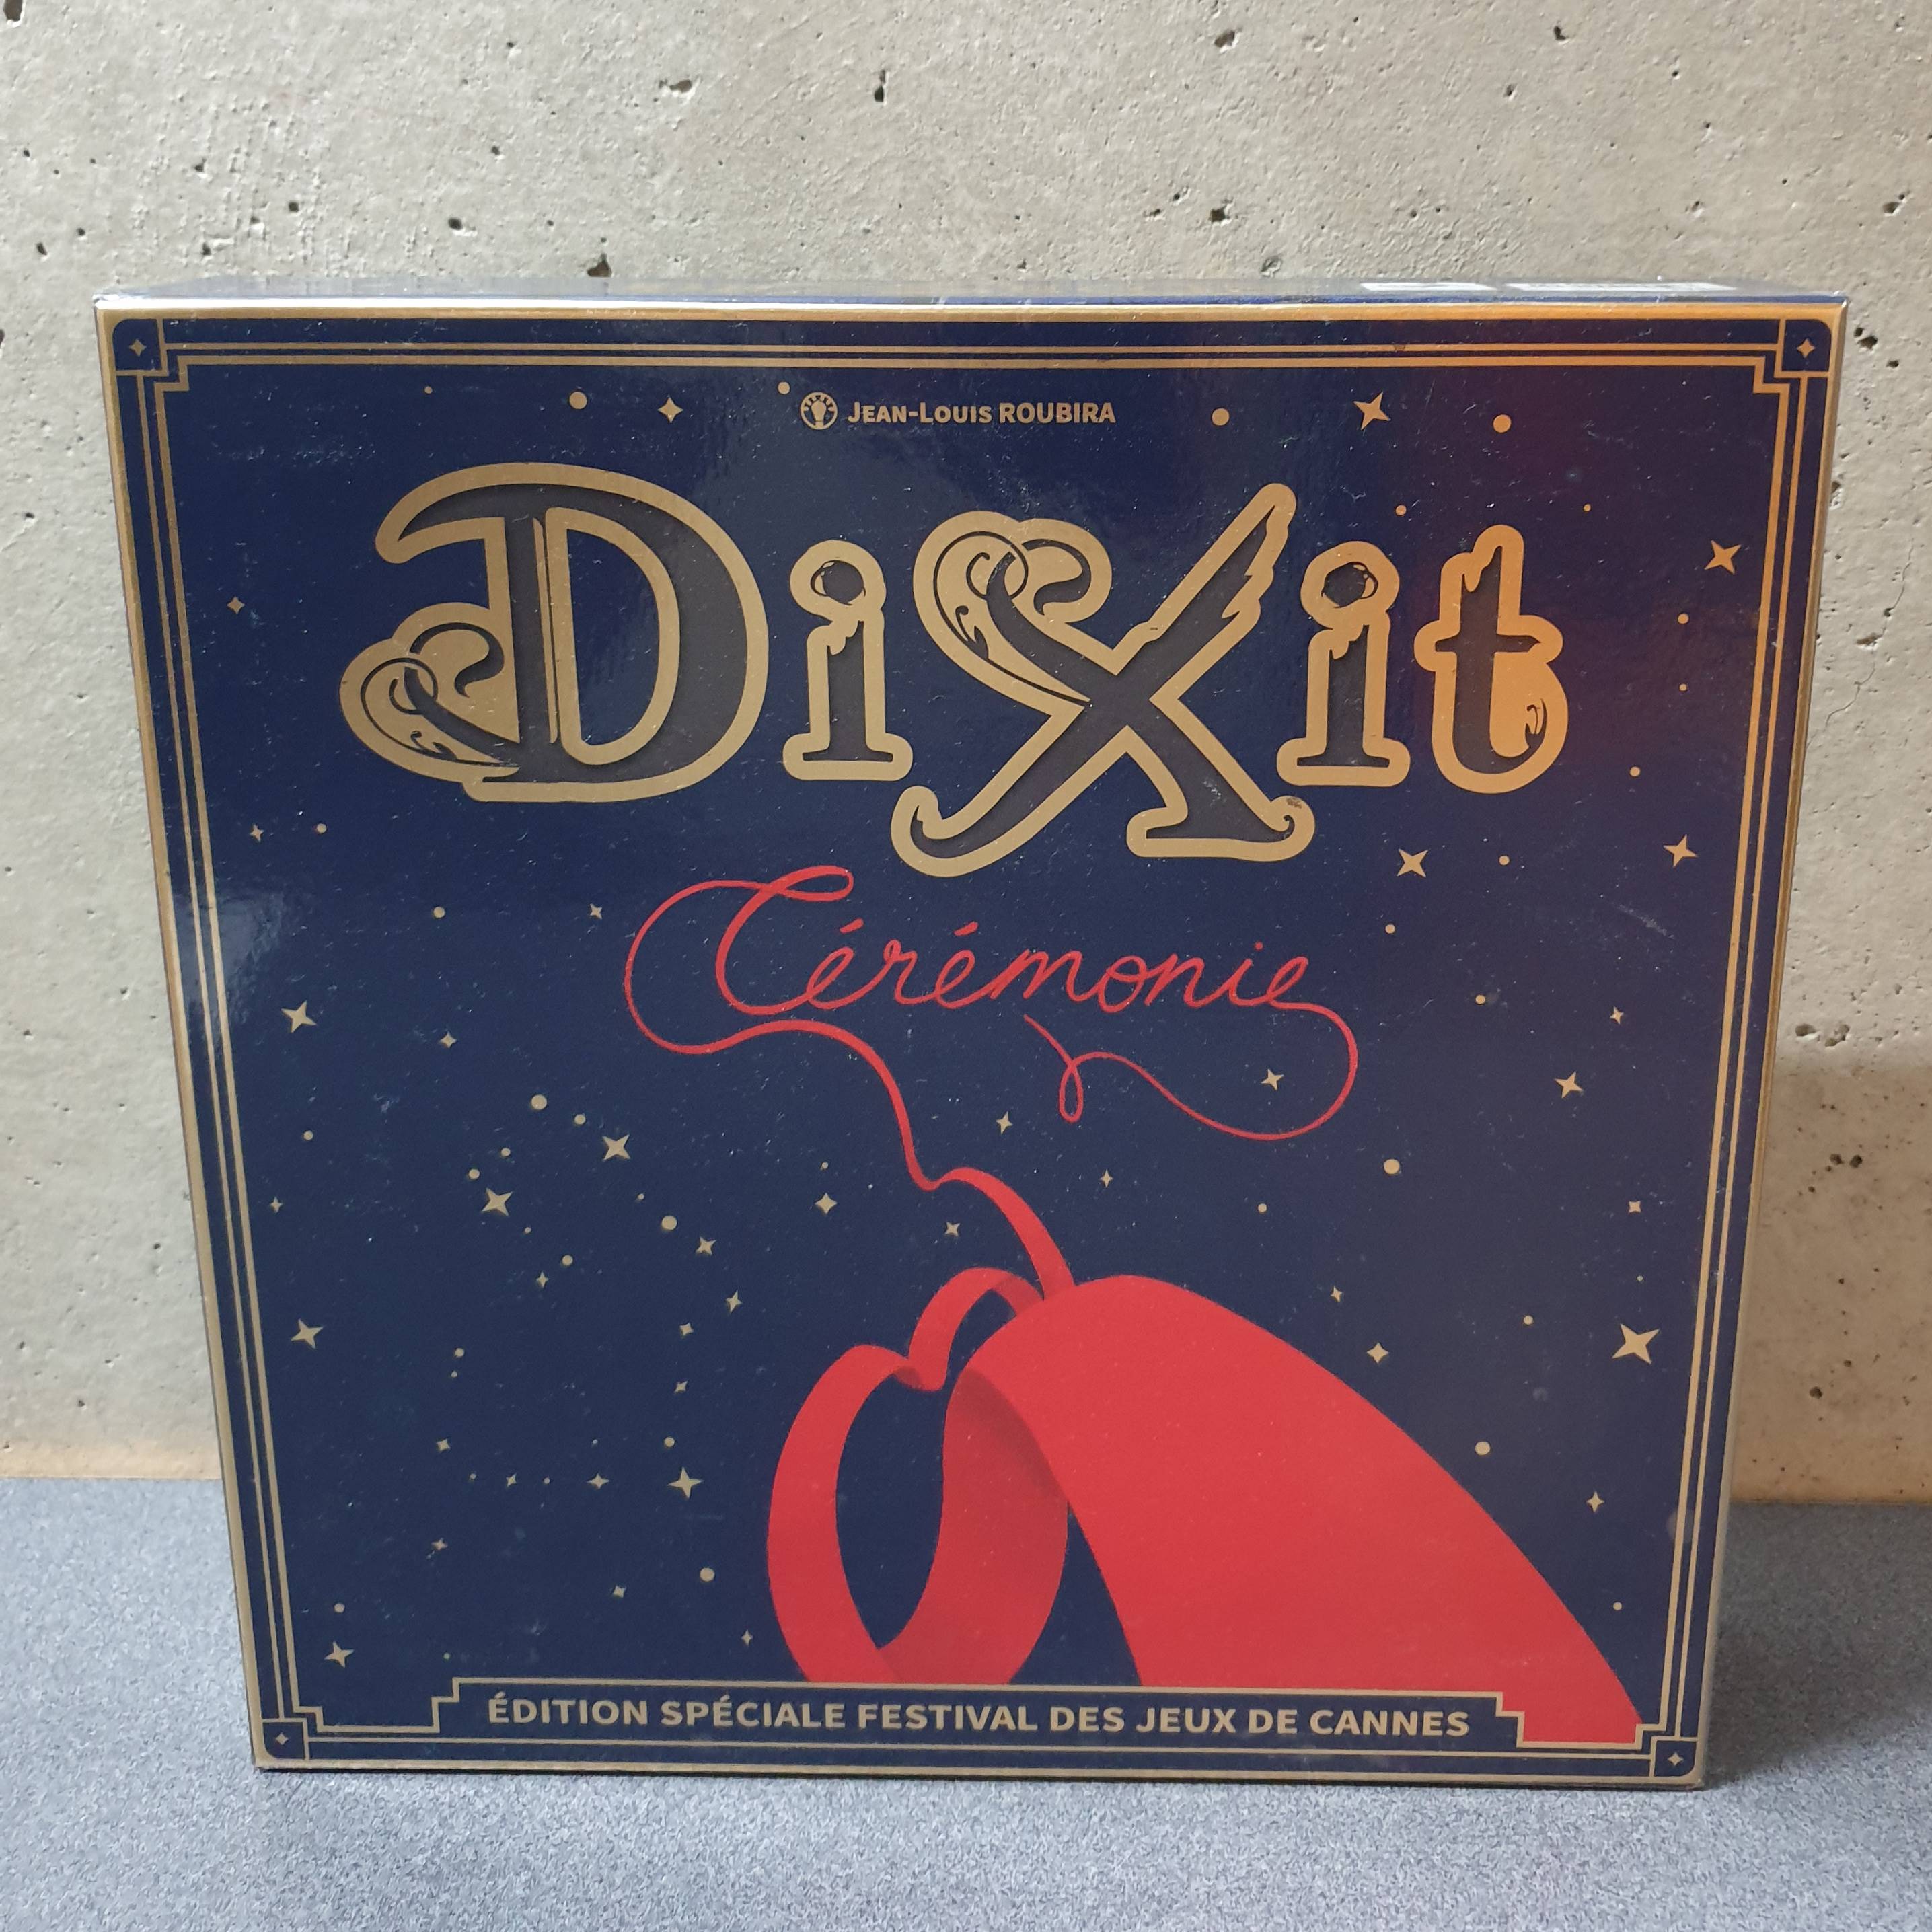 Jean-Louis ROUBIRA
Dixit
Cérémonie
ÉDITION SPÉCIALE FESTIVAL DES JEUX DE CANNES